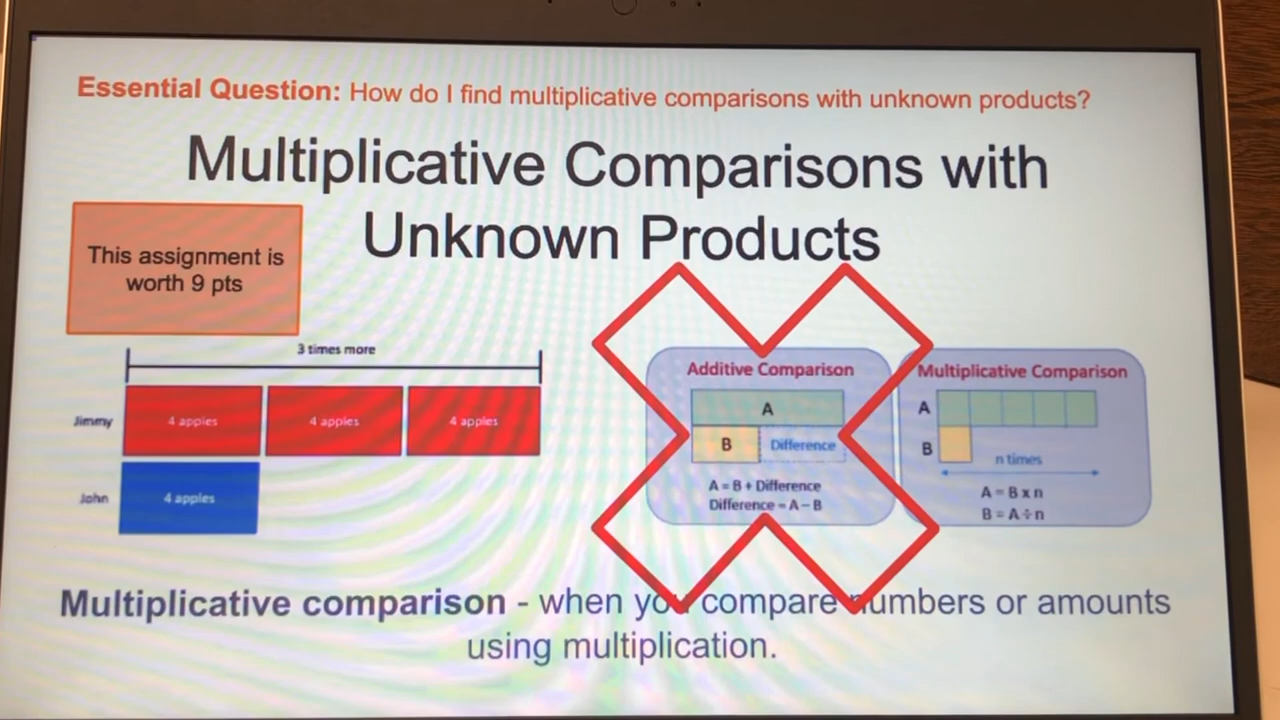 Essential Question: How do I find multiplicative comparisons with unknown products?
Multiplicative Comparisons with
Unknown Products
This assignment is
worth 9 pts
3 times more
Jimmy
4 apples
4 apples
4 apples
John
4 apples
Additive Comparison
A
B
Difference
A = B + Difference
Difference = A – B
Multiplicative Comparison
A
B
n times
A = B x n
B = A ÷ n
Multiplicative comparison - when you compare numbers or amounts
using multiplication.